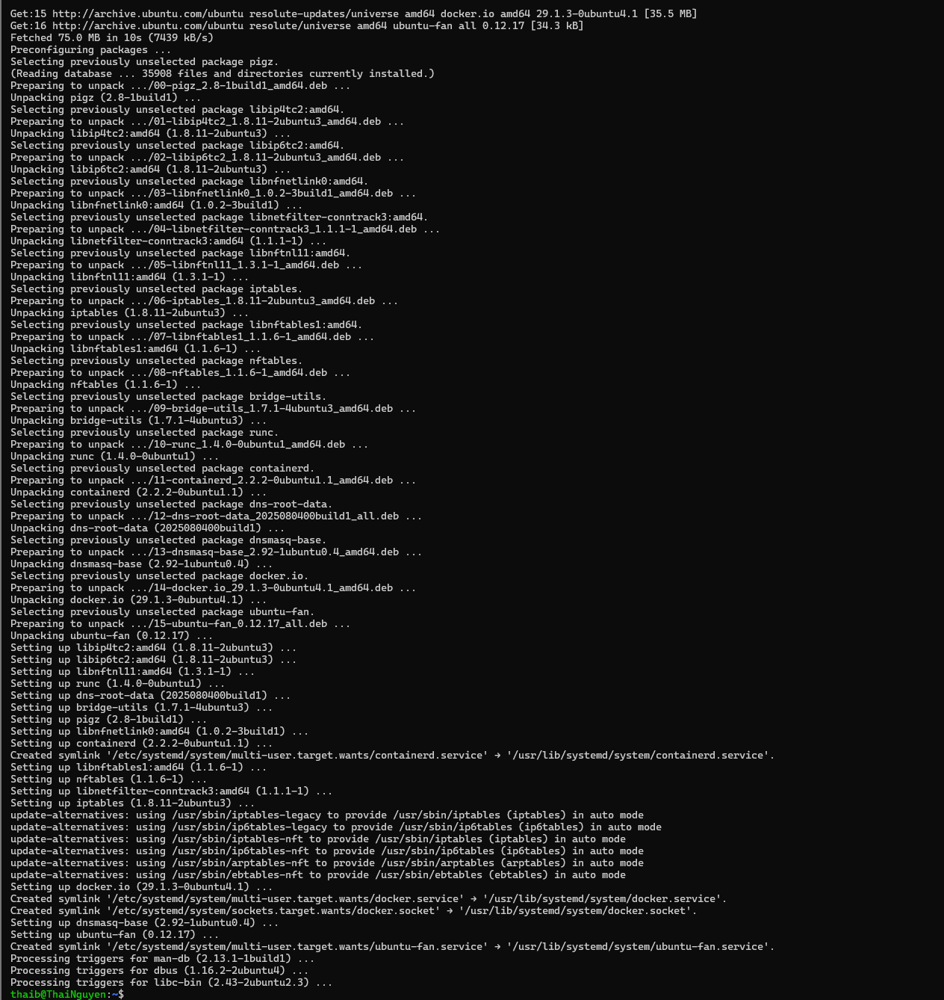 Get:15 http://archive.ubuntu.com/ubuntu resolute-updates/universe amd64 docker.io amd64 29.1.3-0ubuntu4.1 [35.5 MB]
Get:16 http://archive.ubuntu.com/ubuntu resolute/universe amd64 ubuntu-fan all 0.12.17 [34.3 kB]
Fetched 75.0 MB in 10s (7439 kB/s)
Preconfiguring packages ...
Selecting previously unselected package pigz.
(Reading database ... 35908 files and directories currently installed.)
Preparing to unpack .../00-pigz_2.8-1build1_amd64.deb ...
Unpacking pigz (2.8-1build1) ...
Selecting previously unselected package libip4tc2:amd64.
Preparing to unpack .../01-libip4tc2_1.8.11-2ubuntu3_amd64.deb ...
Unpacking libip4tc2:amd64 (1.8.11-2ubuntu3) ...
Selecting previously unselected package libip6tc2:amd64.
Preparing to unpack .../02-libip6tc2_1.8.11-2ubuntu3_amd64.deb ...
Unpacking libip6tc2:amd64 (1.8.11-2ubuntu3) ...
Selecting previously unselected package libnfnetlink0:amd64.
Preparing to unpack .../03-libnfnetlink0_1.0.2-3build1_amd64.deb ...
Unpacking libnfnetlink0:amd64 (1.0.2-3build1) ...
Selecting previously unselected package libnetfilter-conntrack3:amd64.
Preparing to unpack .../04-libnetfilter-conntrack3_1.1.1-1_amd64.deb ...
Unpacking libnetfilter-conntrack3:amd64 (1.1.1-1) ...
Selecting previously unselected package libnftnl11:amd64.
Preparing to unpack .../05-libnftnl11_1.3.1-1_amd64.deb ...
Unpacking libnftnl11:amd64 (1.3.1-1) ...
Selecting previously unselected package iptables.
Preparing to unpack .../06-iptables_1.8.11-2ubuntu3_amd64.deb ...
Unpacking iptables (1.8.11-2ubuntu3) ...
Selecting previously unselected package libnftables1:amd64.
Preparing to unpack .../07-libnftables1_1.1.6-1_amd64.deb ...
Unpacking libnftables1:amd64 (1.1.6-1) ...
Selecting previously unselected package nftables.
Preparing to unpack .../08-nftables_1.1.6-1_amd64.deb ...
Unpacking nftables (1.1.6-1) ...
Selecting previously unselected package bridge-utils.
Preparing to unpack .../09-bridge-utils_1.7.1-4ubuntu3_amd64.deb ...
Unpacking bridge-utils (1.7.1-4ubuntu3) ...
Selecting previously unselected package runc.
Preparing to unpack .../10-runc_1.4.0-0ubuntu1_amd64.deb ...
Unpacking runc (1.4.0-0ubuntu1) ...
Selecting previously unselected package containerd.
Preparing to unpack .../11-containerd_2.2.2-0ubuntu1.1_amd64.deb ...
Unpacking containerd (2.2.2-0ubuntu1.1) ...
Selecting previously unselected package dns-root-data.
Preparing to unpack .../12-dns-root-data_2025080400build1_all.deb ...
Unpacking dns-root-data (2025080400build1) ...
Selecting previously unselected package dnsmasq-base.
Preparing to unpack .../13-dnsmasq-base_2.92-1ubuntu0.4_amd64.deb ...
Unpacking dnsmasq-base (2.92-1ubuntu0.4) ...
Selecting previously unselected package docker.io.
Preparing to unpack .../14-docker.io_29.1.3-0ubuntu4.1_amd64.deb ...
Unpacking docker.io (29.1.3-0ubuntu4.1) ...
Selecting previously unselected package ubuntu-fan.
Preparing to unpack .../15-ubuntu-fan_0.12.17_all.deb ...
Unpacking ubuntu-fan (0.12.17) ...
Setting up libip4tc2:amd64 (1.8.11-2ubuntu3) ...
Setting up libip6tc2:amd64 (1.8.11-2ubuntu3) ...
Setting up libnftnl11:amd64 (1.3.1-1) ...
Setting up runc (1.4.0-0ubuntu1) ...
Setting up dns-root-data (2025080400build1) ...
Setting up bridge-utils (1.7.1-4ubuntu3) ...
Setting up pigz (2.8-1build1) ...
Setting up libnfnetlink0:amd64 (1.0.2-3build1) ...
Setting up containerd (2.2.2-0ubuntu1.1) ...
Created symlink '/etc/systemd/system/multi-user.target.wants/containerd.service' → '/usr/lib/systemd/system/containerd.service'.
Setting up libnftables1:amd64 (1.1.6-1) ...
Setting up nftables (1.1.6-1) ...
Setting up libnetfilter-conntrack3:amd64 (1.1.1-1) ...
Setting up iptables (1.8.11-2ubuntu3) ...
update-alternatives: using /usr/sbin/iptables-legacy to provide /usr/sbin/iptables (iptables) in auto mode
update-alternatives: using /usr/sbin/ip6tables-legacy to provide /usr/sbin/ip6tables (ip6tables) in auto mode
update-alternatives: using /usr/sbin/iptables-nft to provide /usr/sbin/iptables (iptables) in auto mode
update-alternatives: using /usr/sbin/ip6tables-nft to provide /usr/sbin/ip6tables (ip6tables) in auto mode
update-alternatives: using /usr/sbin/arptables-nft to provide /usr/sbin/arptables (arptables) in auto mode
update-alternatives: using /usr/sbin/ebtables-nft to provide /usr/sbin/ebtables (ebtables) in auto mode
Setting up docker.io (29.1.3-0ubuntu4.1) ...
Created symlink '/etc/systemd/system/multi-user.target.wants/docker.service' → '/usr/lib/systemd/system/docker.service'.
Created symlink '/etc/systemd/system/sockets.target.wants/docker.socket' → '/usr/lib/systemd/system/docker.socket'.
Setting up dnsmasq-base (2.92-1ubuntu0.4) ...
Setting up ubuntu-fan (0.12.17) ...
Created symlink '/etc/systemd/system/multi-user.target.wants/ubuntu-fan.service' → '/usr/lib/systemd/system/ubuntu-fan.service'.
Processing triggers for man-db (2.13.1-1build1) ...
Processing triggers for dbus (1.16.2-2ubuntu4) ...
Processing triggers for libc-bin (2.43-2ubuntu2.3) ...
thaib@ThaiNguyen:~$